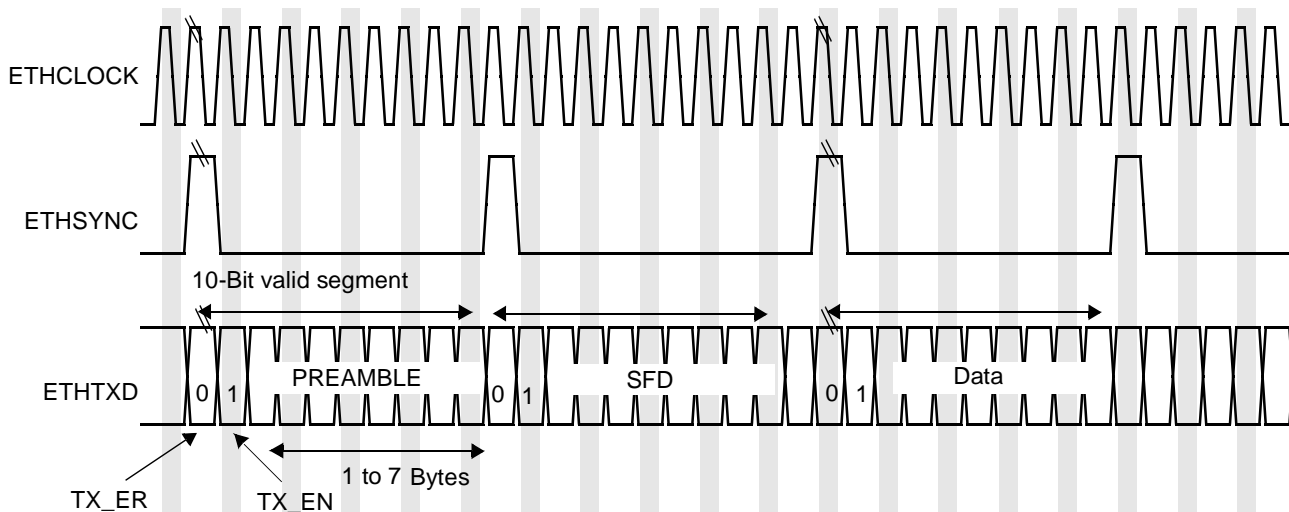 ETHCLOCK
ETHSYNC
10-Bit valid segment
ETHTXD
0
1
PREAMBLE
0
1
SFD
0
1
Data
1 to 7 Bytes
TX_ER
TX_EN